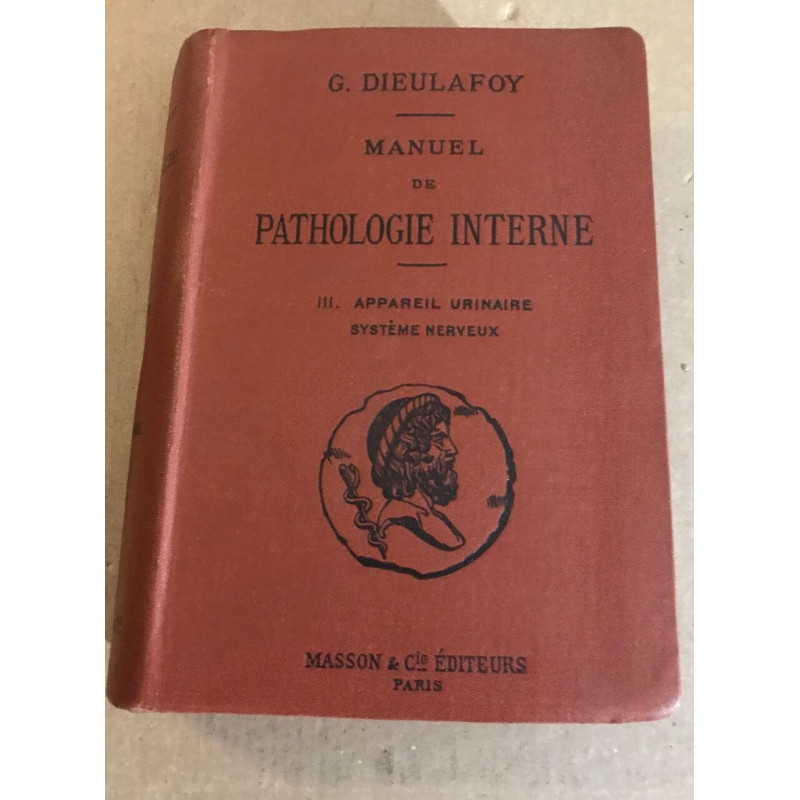 G. DIEULAFOY
MANUEL
DE
PATHOLOGIE INTERNE
III. APPAREIL URINAIRE
SYSTÈME NERVEUX
MASSON & Cie ÉDITEURS
PARIS